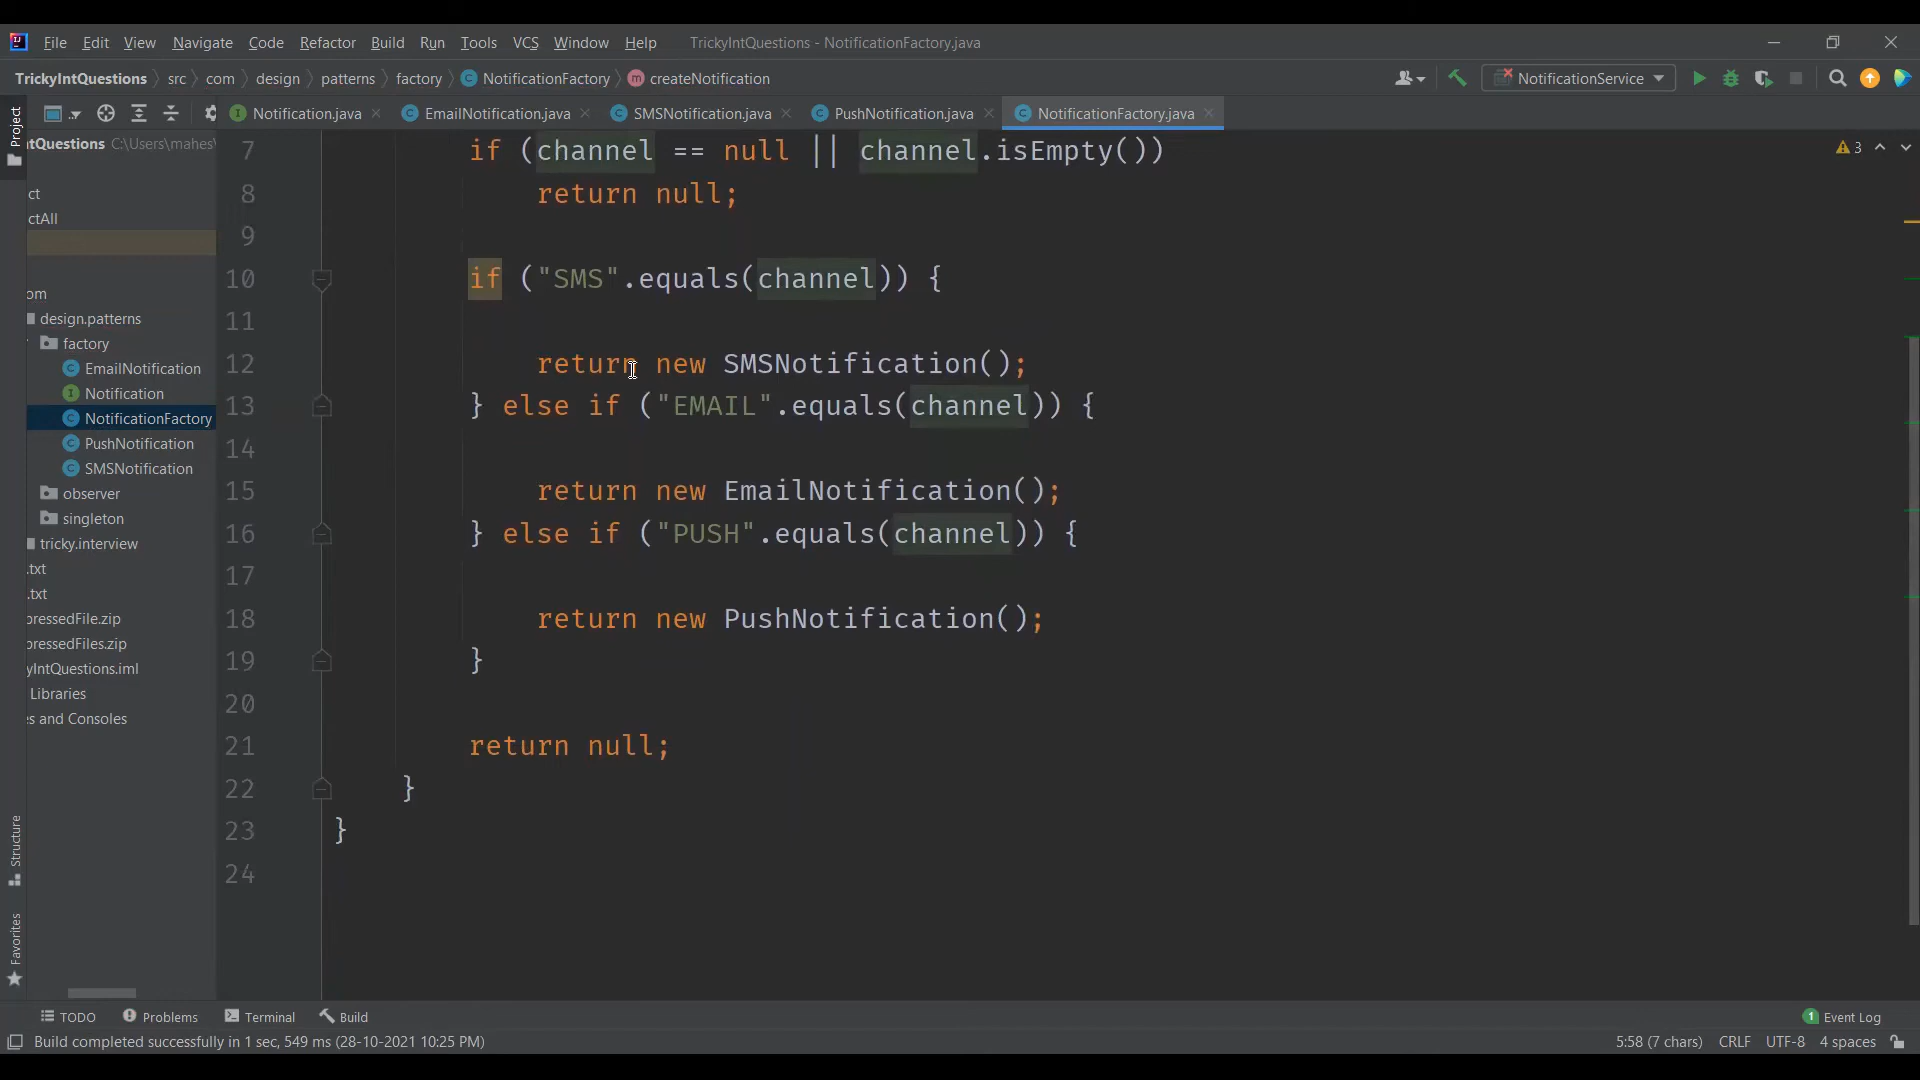 File Edit View Navigate Code Refactor Build Run Tools VCS Window Help TrickyIntQuestions - NotificationFactory.java
TrickyIntQuestions src com design patterns factory NotificationFactory createNotification NotificationService
Notification.java EmailNotification.java SMSNotification.java PushNotification.java NotificationFactory.java
Project
tQuestions C:\Users\mahes\
ct
ctAll
om
design.patterns
factory
EmailNotification
Notification
NotificationFactory
PushNotification
SMSNotification
observer
singleton
tricky.interview
.txt
.txt
pressedFile.zip
pressedFiles.zip
yIntQuestions.iml
Libraries
s and Consoles
Structure
Favorites
7 if (channel == null || channel.isEmpty())
3
8 return null;
9
10 if ("SMS".equals(channel)) {
11
12 return new SMSNotification();
13 } else if ("EMAIL".equals(channel)) {
14
15 return new EmailNotification();
16 } else if ("PUSH".equals(channel)) {
17
18 return new PushNotification();
19 }
20
21 return null;
22 }
23 }
24
TODO Problems Terminal Build 1 Event Log
Build completed successfully in 1 sec, 549 ms (28-10-2021 10:25 PM) 5:58 (7 chars) CRLF UTF-8 4 spaces